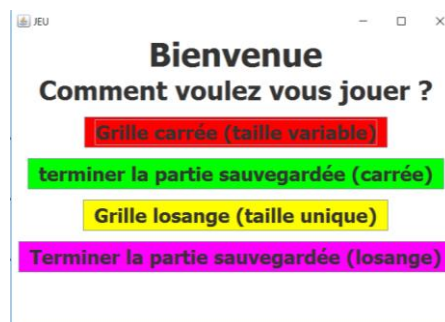 JEU
Bienvenue
Comment voulez vous jouer ?
Grille carrée (taille variable)
terminer la partie sauvegardée (carrée)
Grille losange (taille unique)
Terminer la partie sauvegardée (losange)